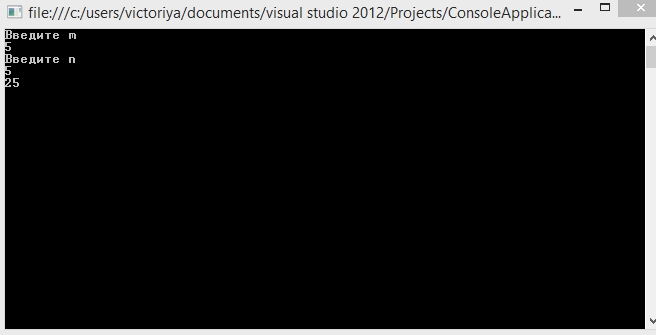 file:///c:/users/victoriya/documents/visual studio 2012/Projects/ConsoleApplica...
Введите m
5
Введите n
5
25